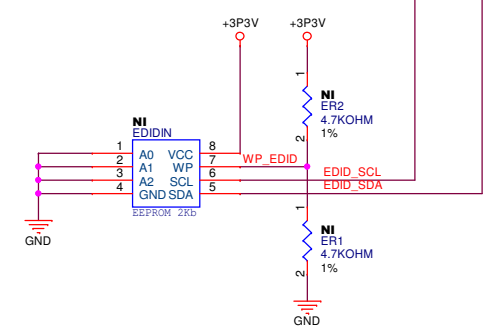 +3P3V
+3P3V
1
NI
ER2
4.7KOHM
1%
2
NI
EDIDIN
1 A0 VCC 8
2 A1 WP 7 WP_EDID
3 A2 SCL 6 EDID_SCL
4 GND SDA 5 EDID_SDA
EEPROM 2Kb
1
NI
ER1
4.7KOHM
1%
2
GND
GND